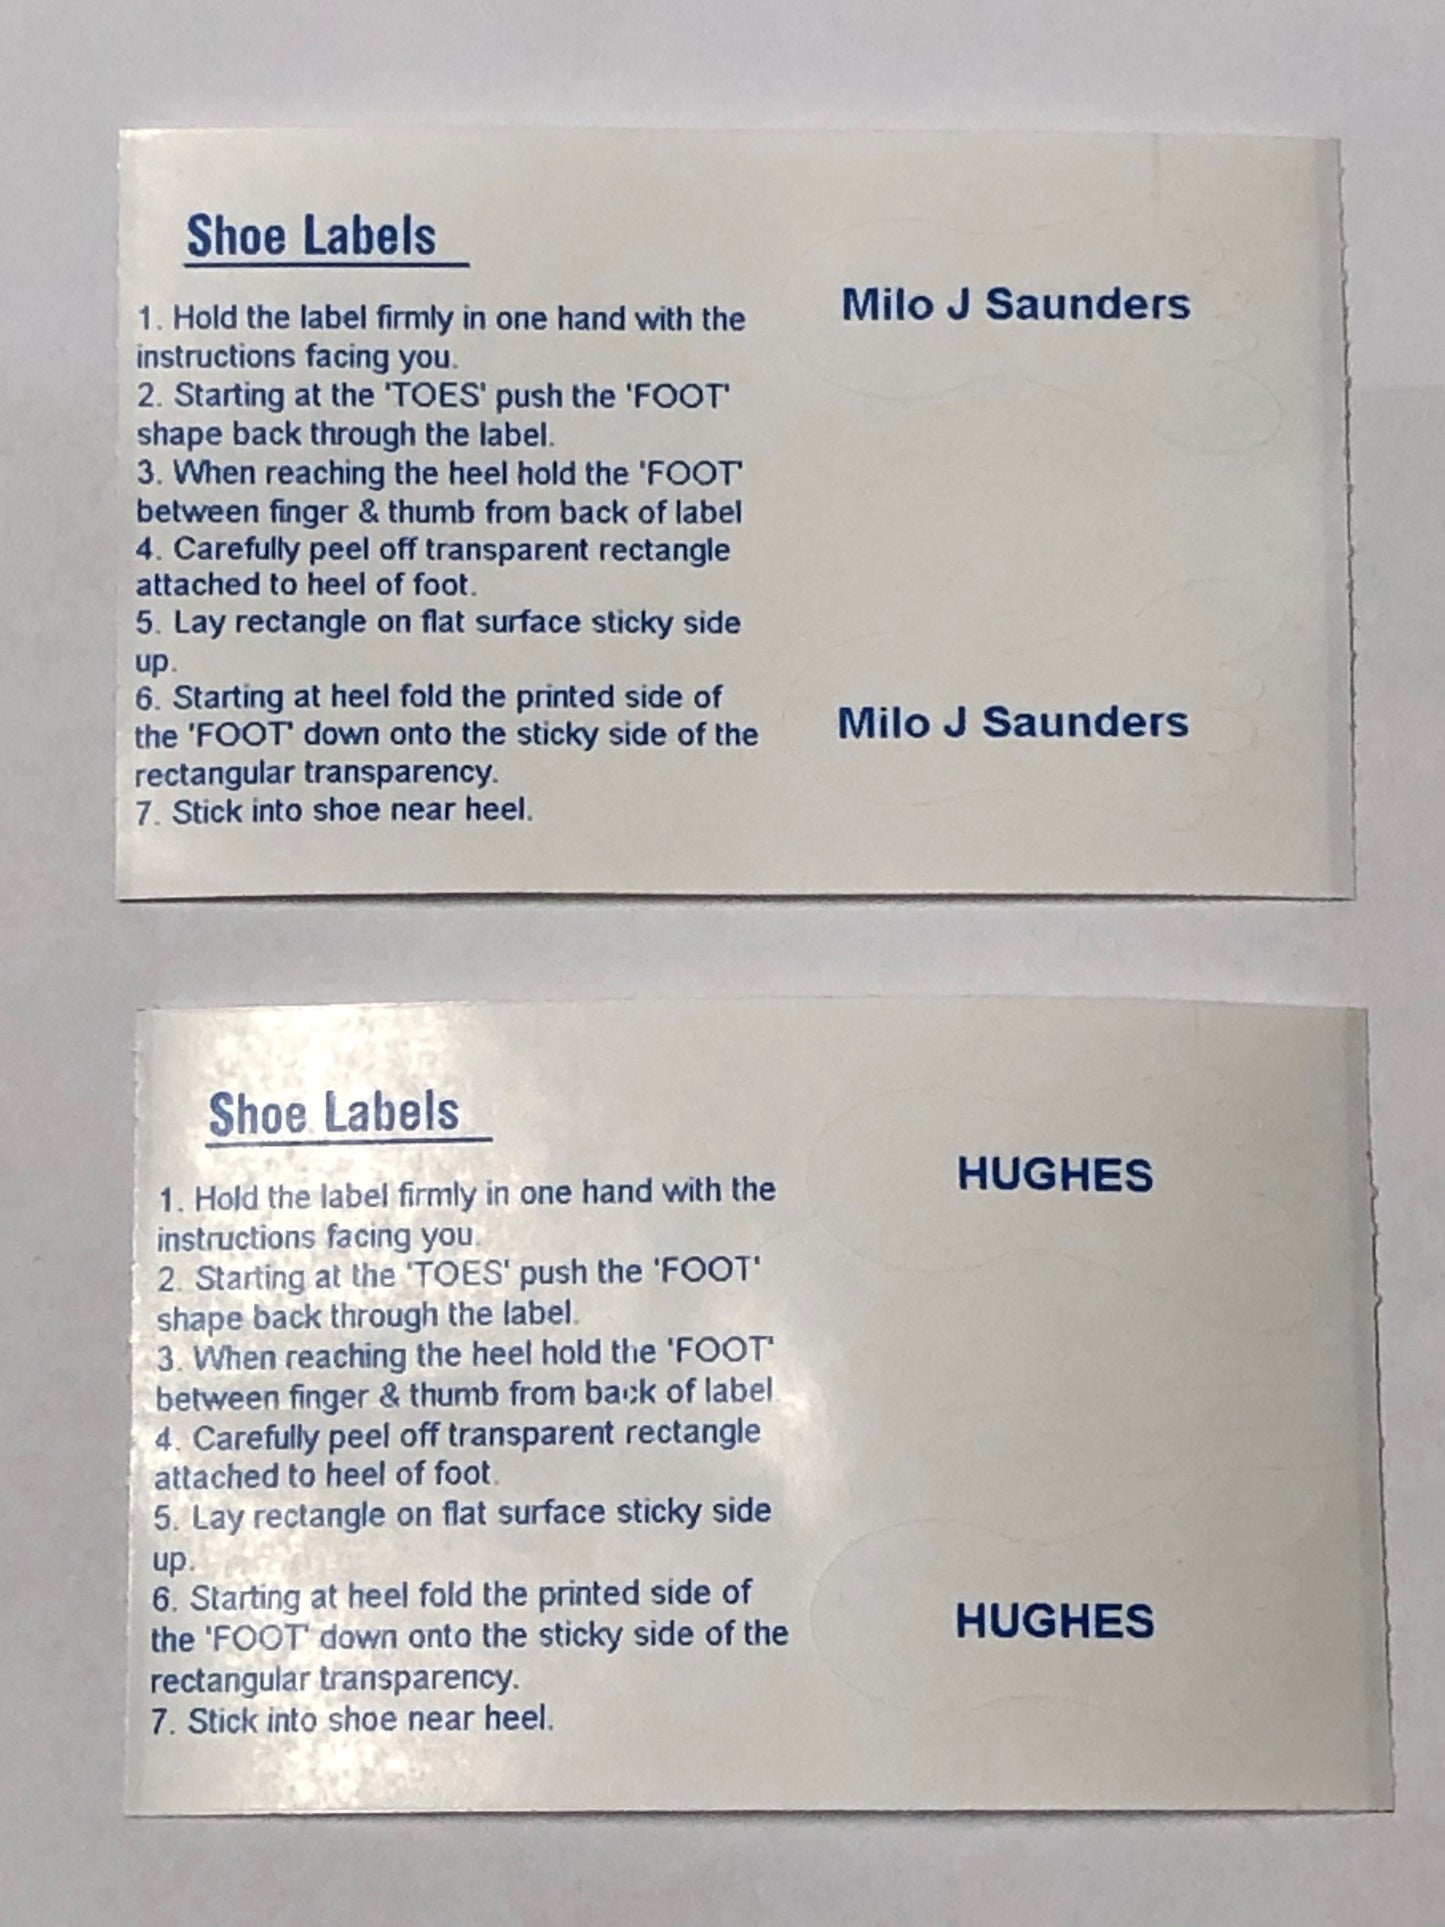 Shoe Labels
1. Hold the label firmly in one hand with the
instructions facing you.
2. Starting at the 'TOES' push the 'FOOT'
shape back through the label.
3. When reaching the heel hold the 'FOOT'
between finger & thumb from back of label
4. Carefully peel off transparent rectangle
attached to heel of foot.
5. Lay rectangle on flat surface sticky side
up.
6. Starting at heel fold the printed side of
the 'FOOT' down onto the sticky side of the
rectangular transparency.
7. Stick into shoe near heel.
Milo J Saunders
Milo J Saunders
Shoe Labels
1. Hold the label firmly in one hand with the
instructions facing you.
2. Starting at the 'TOES' push the 'FOOT'
shape back through the label.
3. When reaching the heel hold the 'FOOT'
between finger & thumb from back of label
4. Carefully peel off transparent rectangle
attached to heel of foot.
5. Lay rectangle on flat surface sticky side
up.
6. Starting at heel fold the printed side of
the 'FOOT' down onto the sticky side of the
rectangular transparency.
7. Stick into shoe near heel.
HUGHES
HUGHES